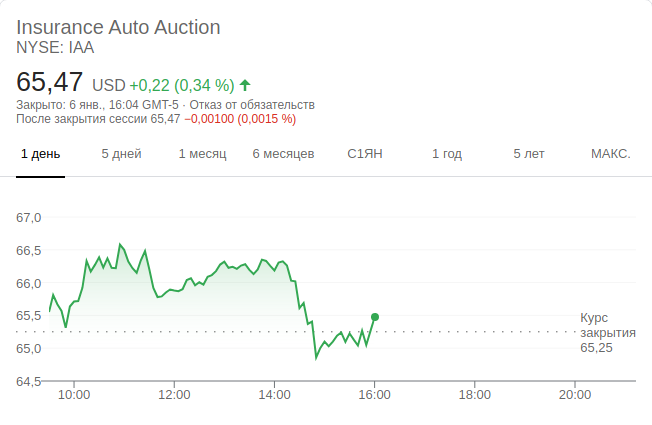 Insurance Auto Auction
NYSE: IAA
65,47 USD +0,22 (0,34 %)
Закрыто: 6 янв., 16:04 GMT-5 · Отказ от обязательств
После закрытия сессии 65,47 −0,00100 (0,0015 %)
1 день 5 дней 1 месяц 6 месяцев С1ЯН 1 год 5 лет МАКС.
67,0
66,5
66,0
65,5
65,0
64,5
Курс
закрытия
65,25
10:00 12:00 14:00 16:00 18:00 20:00